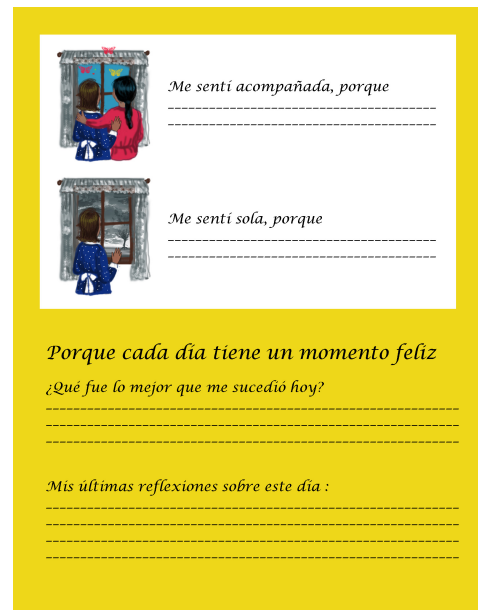 Me sentí acompañada, porque
Me sentí sola, porque
Porque cada día tiene un momento feliz
¿Qué fue lo mejor que me sucedió hoy?
Mis últimas reflexiones sobre este día :